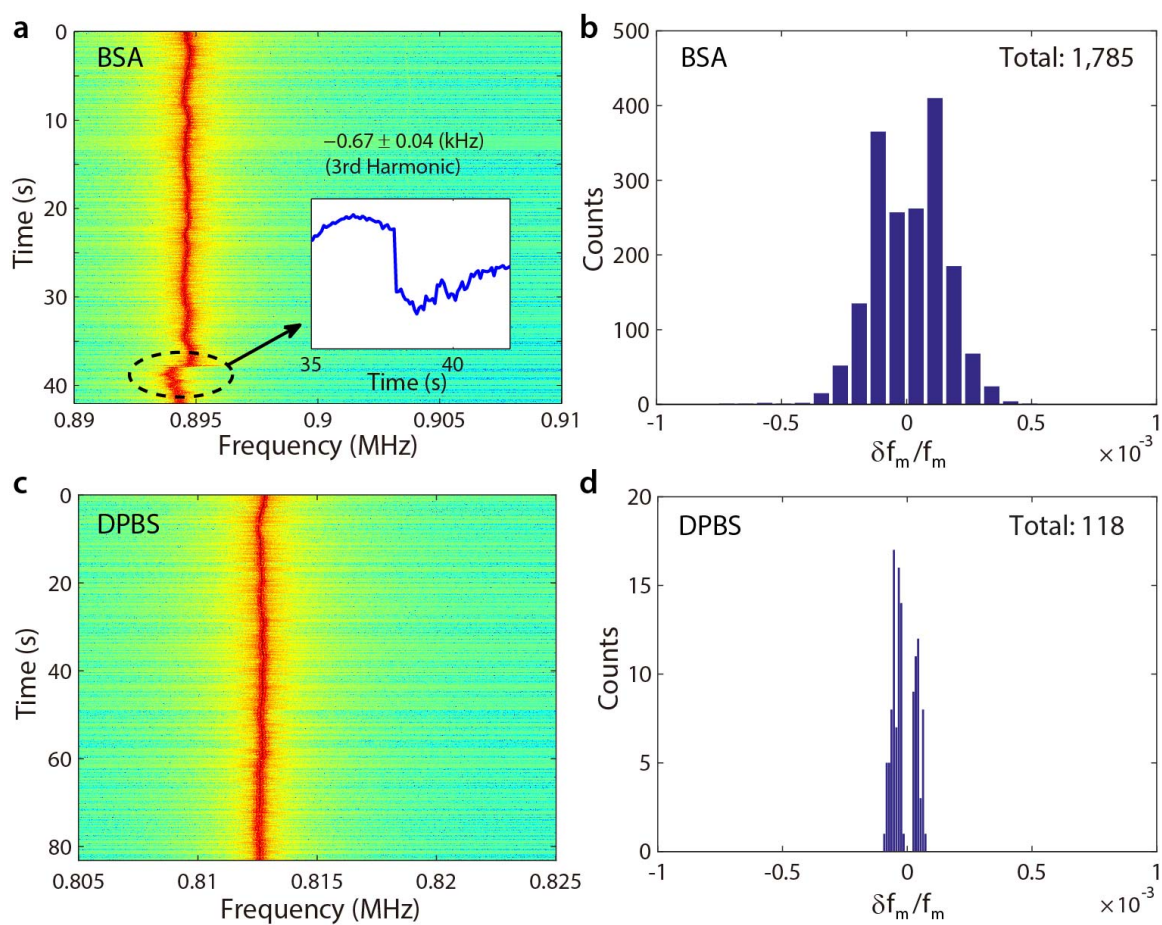 a
BSA
−0.67 ± 0.04 (kHz)
(3rd Harmonic)
35
40
Time (s)
0
10
20
30
40
Time (s)
0.89
0.895
0.9
0.905
0.91
Frequency (MHz)
b
BSA
Total: 1,785
500
400
300
200
100
0
Counts
-1
-0.5
0
0.5
1
δfₘ/fₘ
×10⁻³
c
DPBS
0
20
40
60
80
Time (s)
0.805
0.81
0.815
0.82
0.825
Frequency (MHz)
d
DPBS
Total: 118
20
15
10
5
0
Counts
-1
-0.5
0
0.5
1
δfₘ/fₘ
×10⁻³